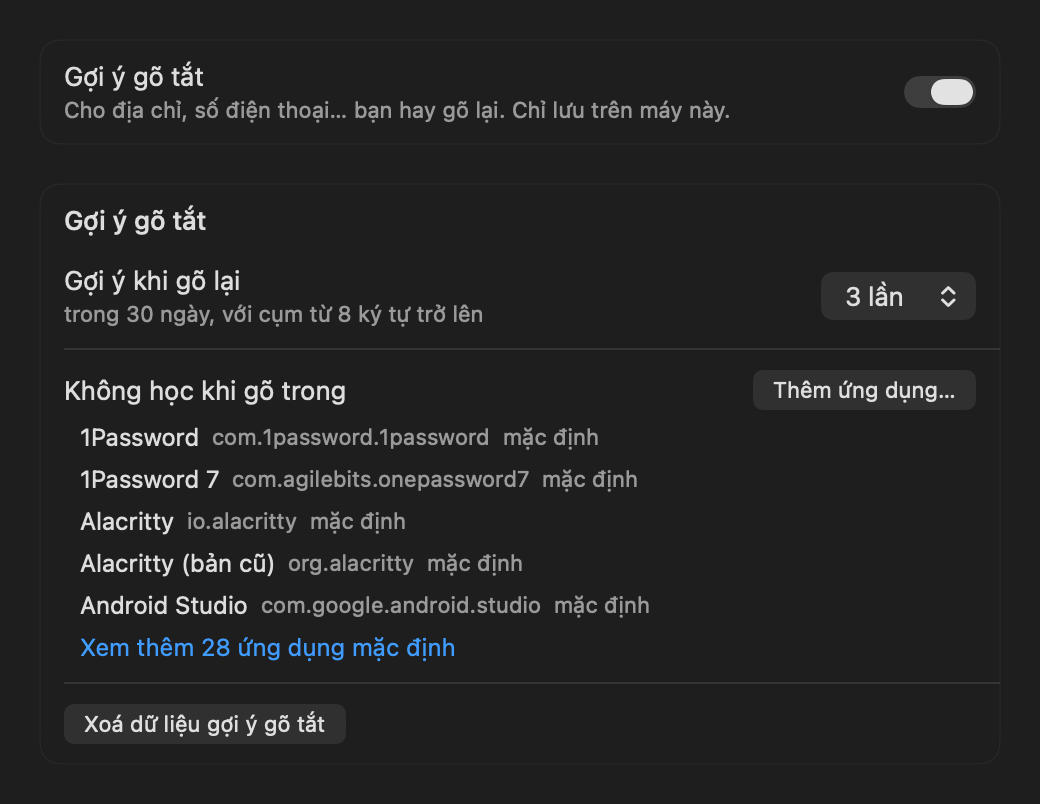 Gợi ý gõ tắt
Cho địa chỉ, số điện thoại... bạn hay gõ lại. Chỉ lưu trên máy này.
Gợi ý gõ tắt
Gợi ý khi gõ lại
trong 30 ngày, với cụm từ 8 ký tự trở lên
3 lần
Không học khi gõ trong
Thêm ứng dụng...
1Password com.1password.1password mặc định
1Password 7 com.agilebits.onepassword7 mặc định
Alacritty io.alacritty mặc định
Alacritty (bản cũ) org.alacritty mặc định
Android Studio com.google.android.studio mặc định
Xem thêm 28 ứng dụng mặc định
Xoá dữ liệu gợi ý gõ tắt